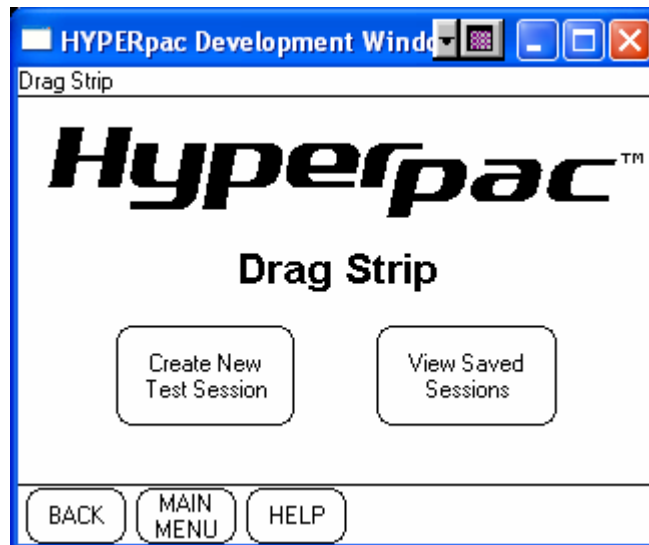 HYPERpac Development Windo
Drag Strip
Hyperpac™
Drag Strip
Create New
Test Session
View Saved
Sessions
BACK
MAIN
MENU
HELP